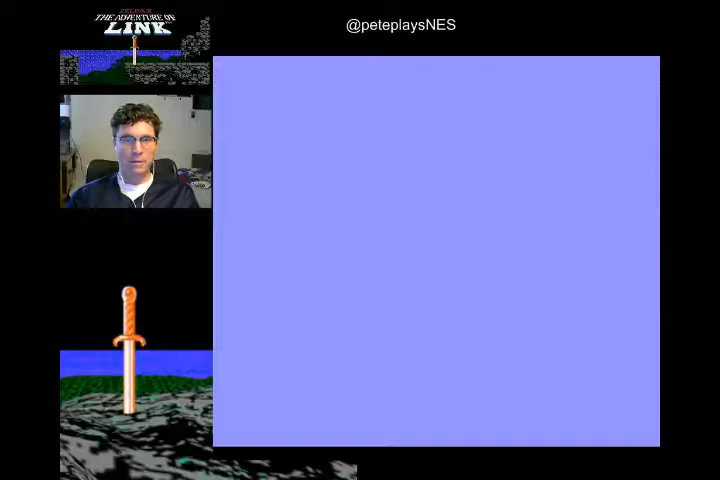 @peteplaysNES
ZELDA II
THE ADVENTURE OF
LINK